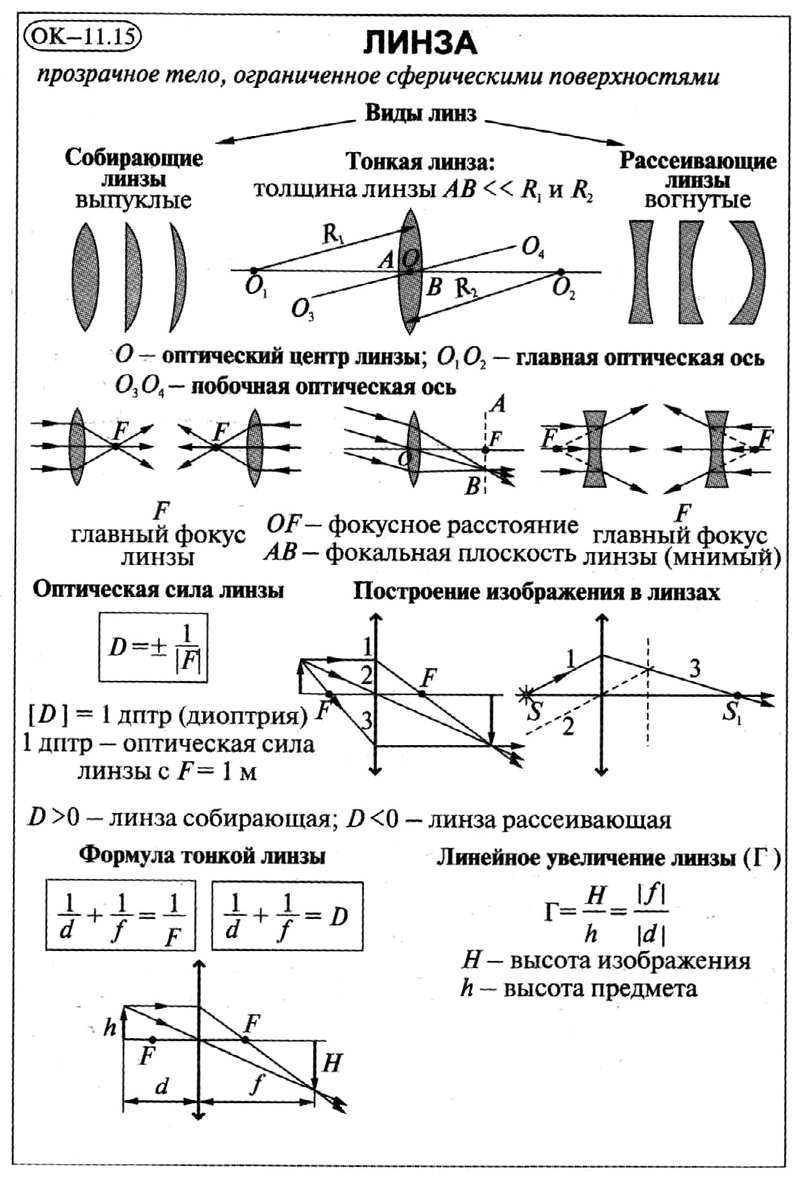 ОК–11.15
ЛИНЗА
прозрачное тело, ограниченное сферическими поверхностями
Виды линз
Собирающие
линзы
выпуклые
Тонкая линза:
толщина линзы AB << R₁ и R₂
Рассеивающие
линзы
вогнутые
R₁
O₄
A O
O₁
O₃
B
R₂
O₂
O – оптический центр линзы; O₁O₂ – главная оптическая ось
O₃O₄ – побочная оптическая ось
F
F
A
O
F
B
F
F
F
главный фокус
линзы
OF – фокусное расстояние
AB – фокальная плоскость
F
главный фокус
линзы (мнимый)
Оптическая сила линзы
D = ± 1/|F|
[D] = 1 дптр (диоптрия)
1 дптр – оптическая сила
линзы с F = 1 м
Построение изображения в линзах
1
2
F
F
3
1
3
S
2
S₁
D >0 – линза собирающая; D <0 – линза рассеивающая
Формула тонкой линзы
1/d + 1/f = 1/F
1/d + 1/f = D
Линейное увеличение линзы (Г)
Г = H/h = |f|/|d|
H – высота изображения
h – высота предмета
h
F
F
H
d
f